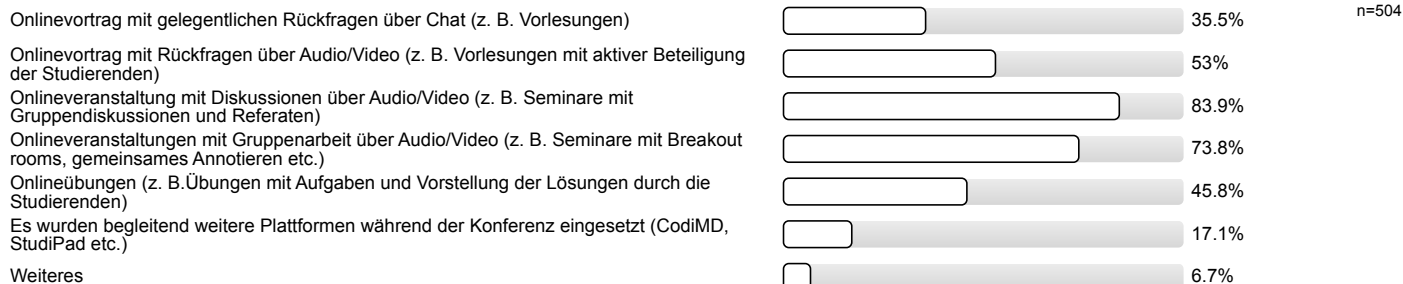 Onlinevortrag mit gelegentlichen Rückfragen über Chat (z. B. Vorlesungen) 35.5% n=504
Onlinevortrag mit Rückfragen über Audio/Video (z. B. Vorlesungen mit aktiver Beteiligung
der Studierenden) 53%
Onlineveranstaltung mit Diskussionen über Audio/Video (z. B. Seminare mit
Gruppendiskussionen und Referaten) 83.9%
Onlineveranstaltungen mit Gruppenarbeit über Audio/Video (z. B. Seminare mit Breakout
rooms, gemeinsames Annotieren etc.) 73.8%
Onlineübungen (z. B.Übungen mit Aufgaben und Vorstellung der Lösungen durch die
Studierenden) 45.8%
Es wurden begleitend weitere Plattformen während der Konferenz eingesetzt (CodiMD,
StudiPad etc.) 17.1%
Weiteres 6.7%